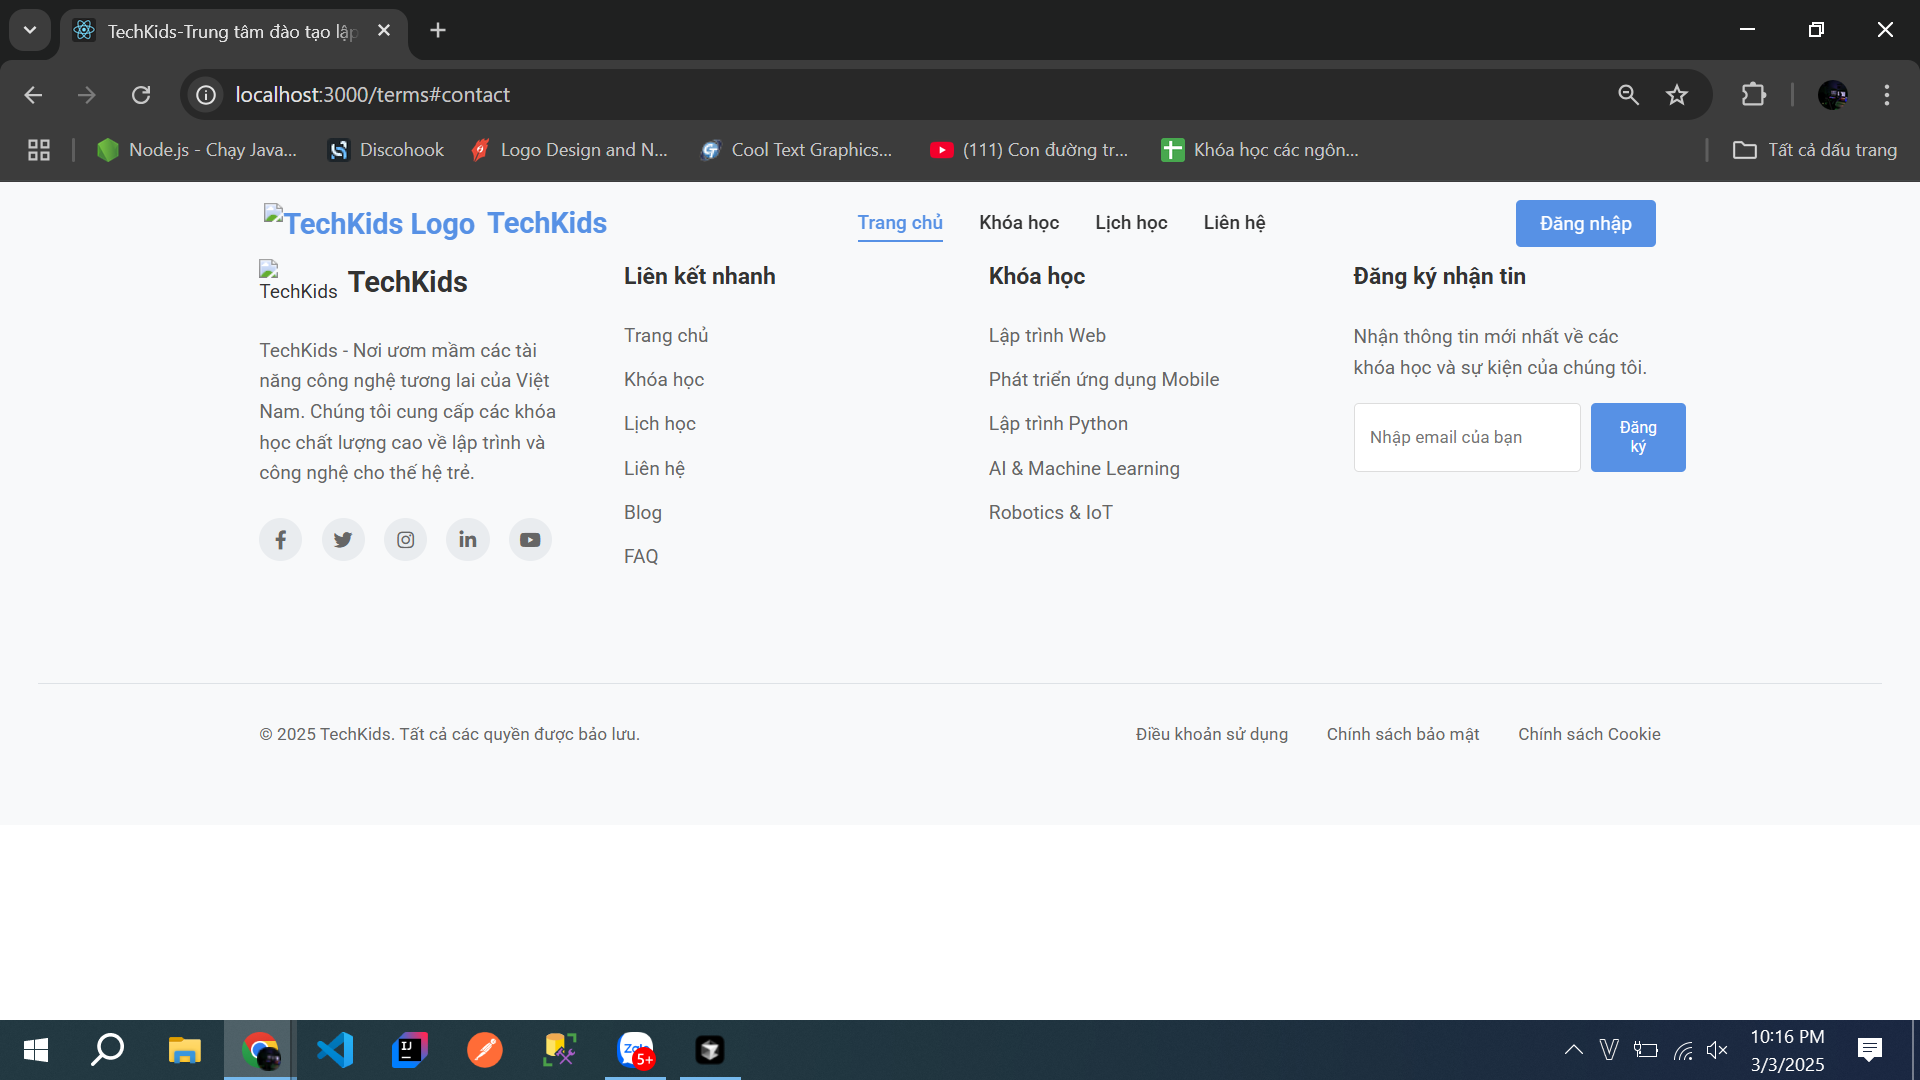 TechKids-Trung tâm đào tạo lập
localhost:3000/terms#contact
Node.js - Chạy Java...
Discohook
Logo Design and N...
Cool Text Graphics...
(111) Con đường tr...
Khóa học các ngôn...
Tất cả dấu trang
TechKids Logo TechKids
Trang chủ
Khóa học
Lịch học
Liên hệ
Đăng nhập
TechKids TechKids
TechKids - Nơi ươm mầm các tài
năng công nghệ tương lai của Việt
Nam. Chúng tôi cung cấp các khóa
học chất lượng cao về lập trình và
công nghệ cho thế hệ trẻ.
Liên kết nhanh
Trang chủ
Khóa học
Lịch học
Liên hệ
Blog
FAQ
Khóa học
Lập trình Web
Phát triển ứng dụng Mobile
Lập trình Python
AI & Machine Learning
Robotics & IoT
Đăng ký nhận tin
Nhận thông tin mới nhất về các
khóa học và sự kiện của chúng tôi.
Nhập email của bạn
Đăng
ký
© 2025 TechKids. Tất cả các quyền được bảo lưu.
Điều khoản sử dụng
Chính sách bảo mật
Chính sách Cookie
Zalo
5+
10:16 PM
3/3/2025